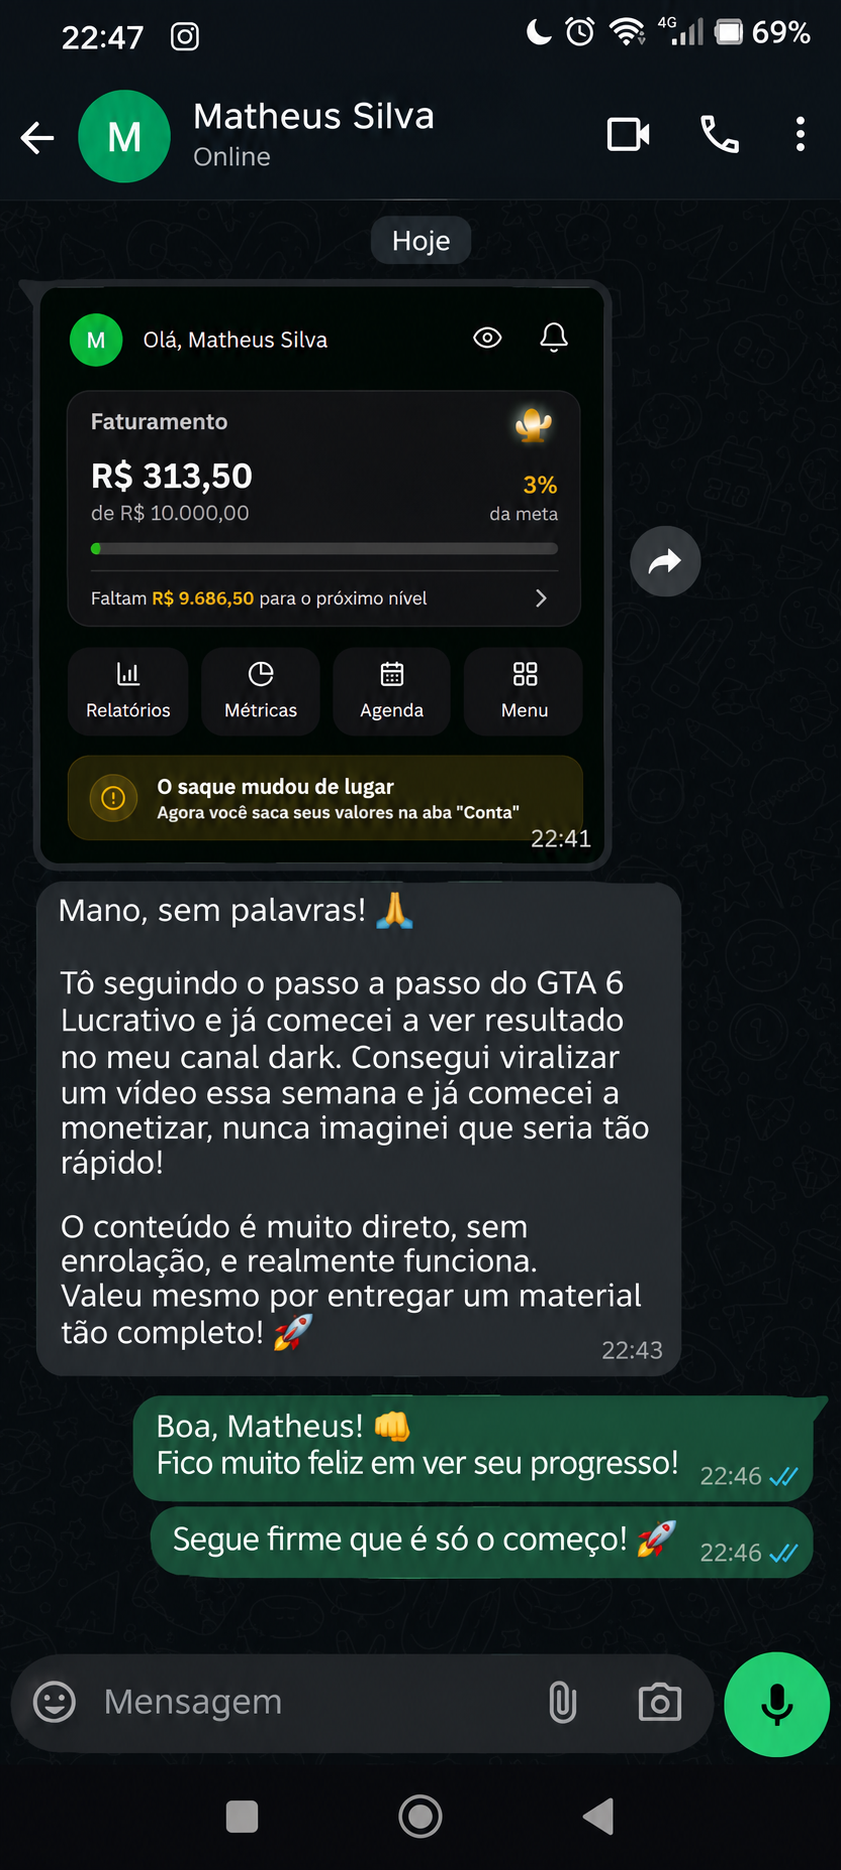 22:47
4G
69%
M
Matheus Silva
Online
Hoje
M
Olá, Matheus Silva
Faturamento
R$ 313,50
3%
de R$ 10.000,00
da meta
Faltam R$ 9.686,50 para o próximo nível
Relatórios
Métricas
Agenda
Menu
O saque mudou de lugar
Agora você saca seus valores na aba "Conta"
22:41
Mano, sem palavras! 🙏
Tô seguindo o passo a passo do GTA 6
Lucrativo e já comecei a ver resultado
no meu canal dark. Consegui viralizar
um vídeo essa semana e já comecei a
monetizar, nunca imaginei que seria tão
rápido!
O conteúdo é muito direto, sem
enrolação, e realmente funciona.
Valeu mesmo por entregar um material
tão completo! 🚀
22:43
Boa, Matheus! 👊
Fico muito feliz em ver seu progresso!
22:46
Segue firme que é só o começo! 🚀
22:46
Mensagem